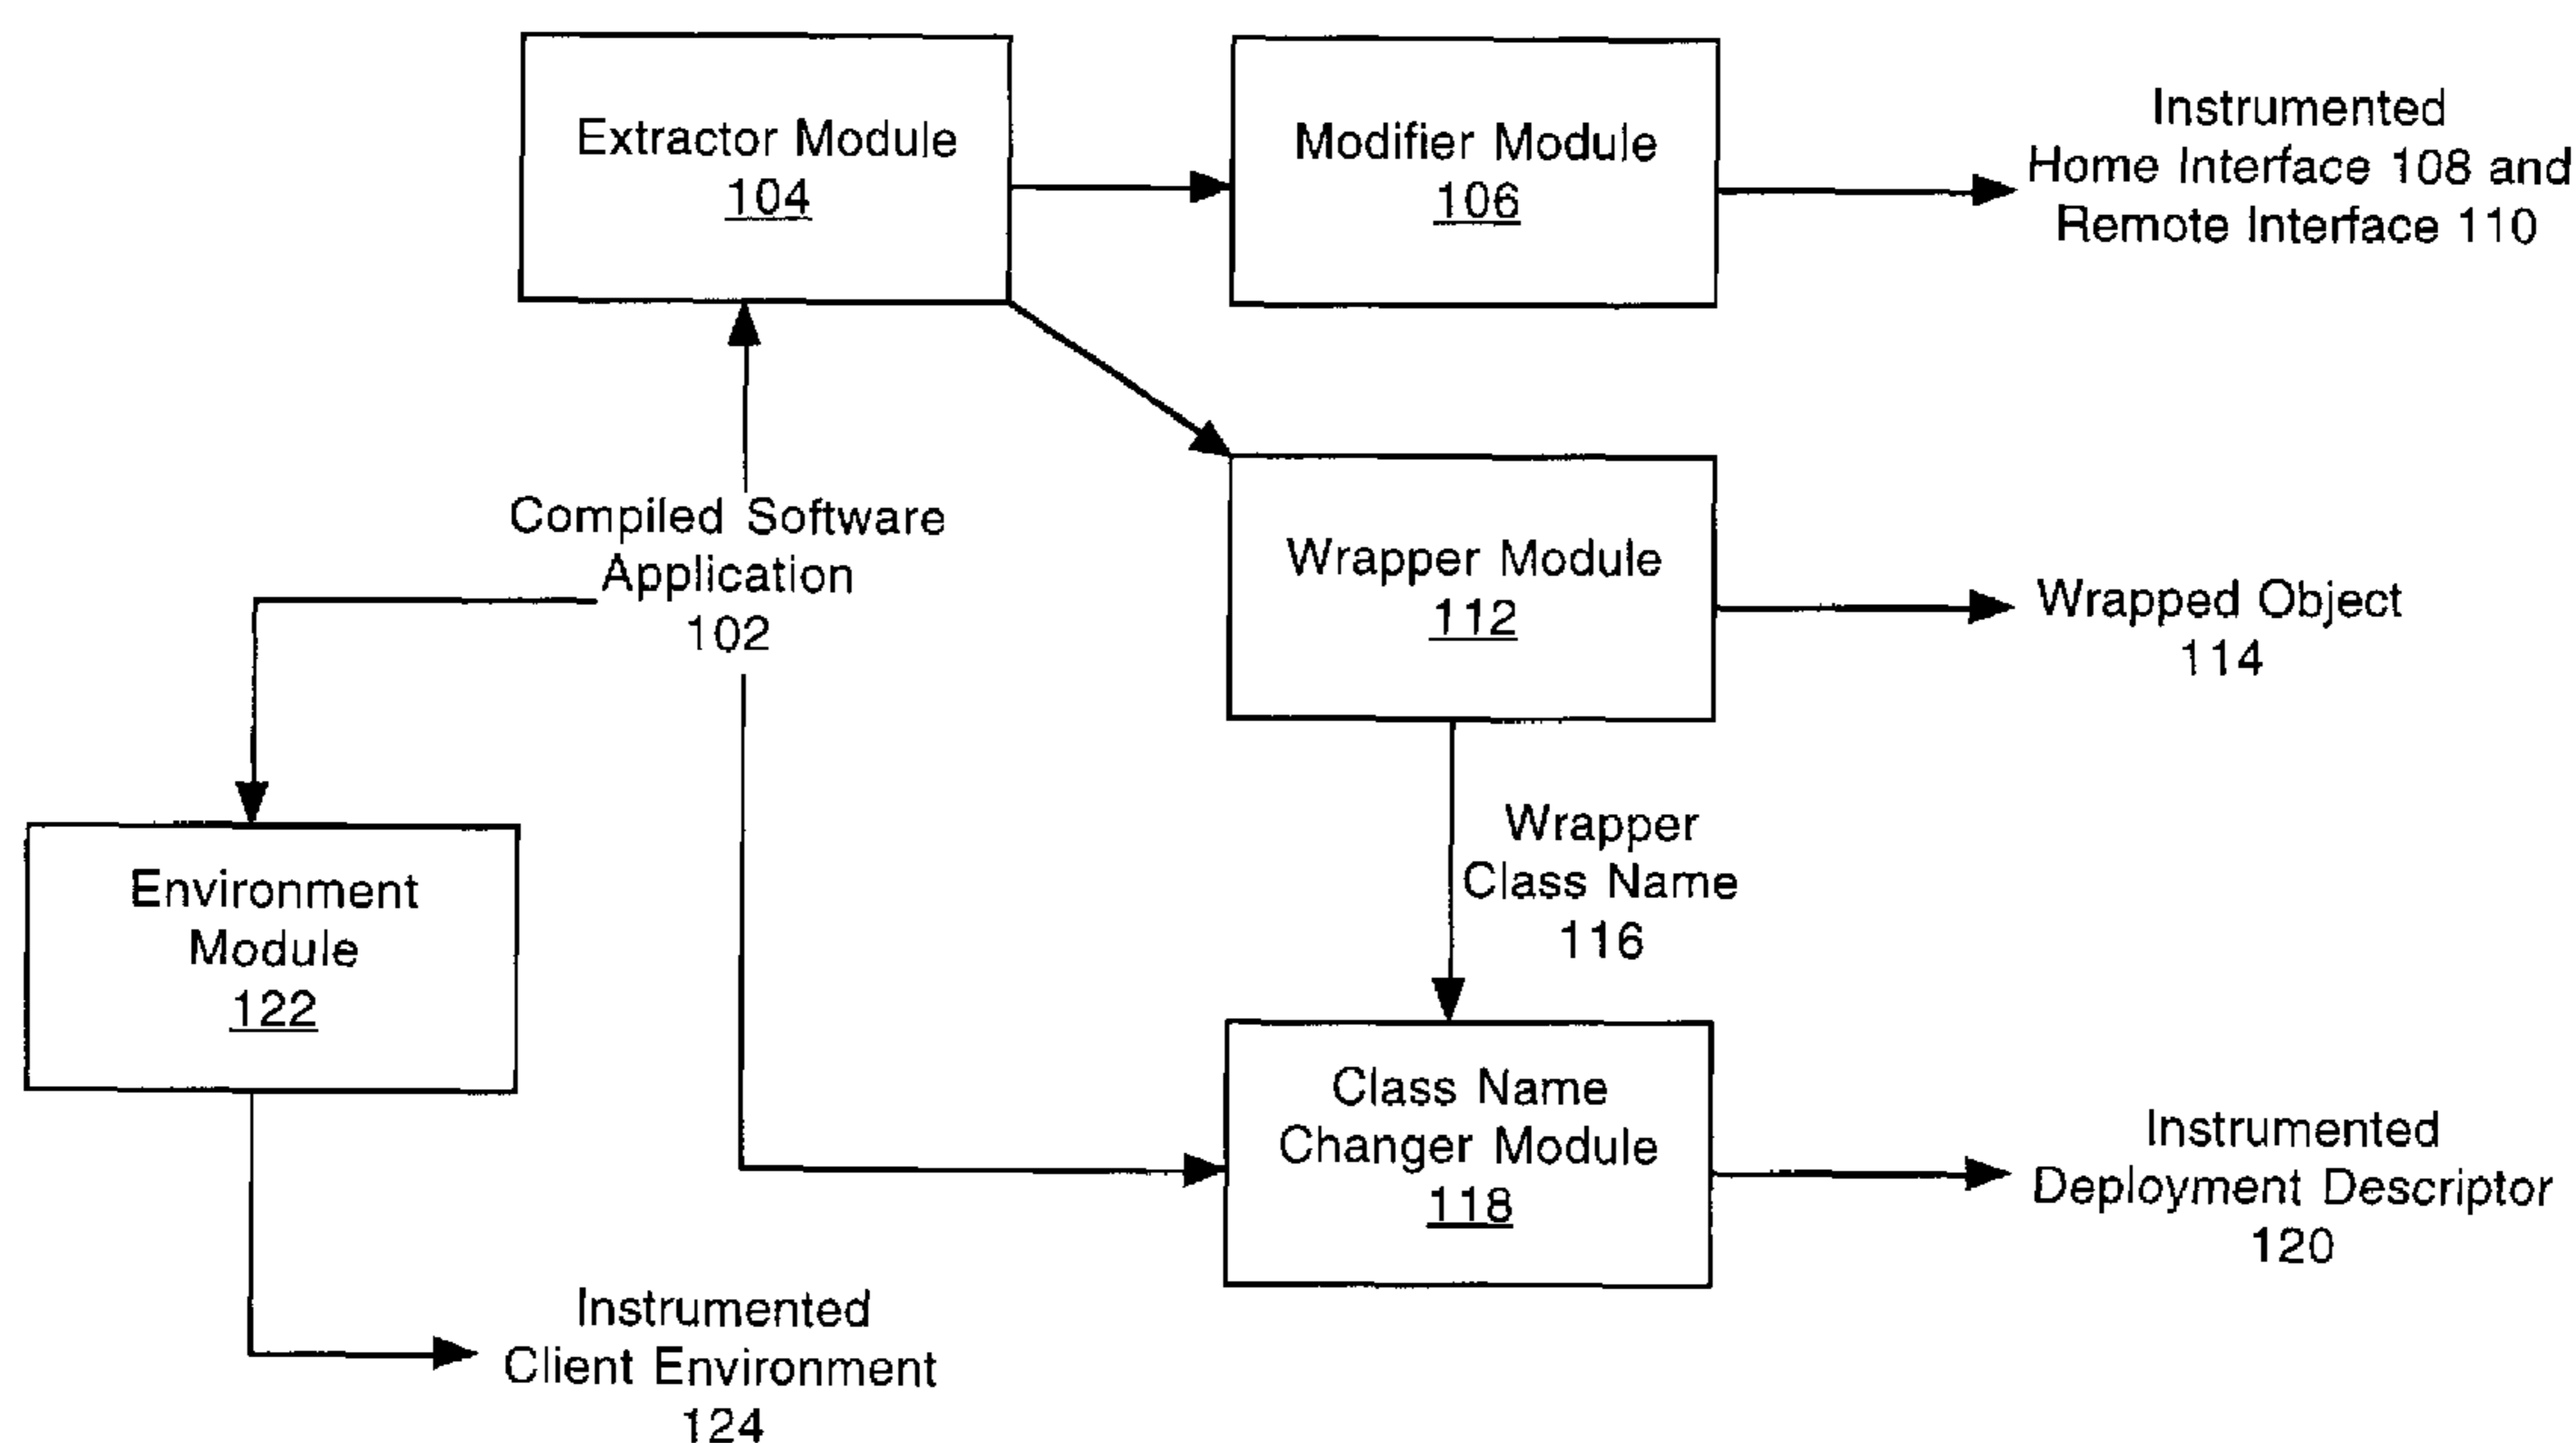 Extractor Module
104
Modifier Module
106
Instrumented
Home Interface 108 and
Remote Interface 110
Compiled Software
Application
102
Wrapper Module
112
Wrapped Object
114
Wrapper
Class Name
116
Environment
Module
122
Class Name
Changer Module
118
Instrumented
Deployment Descriptor
120
Instrumented
Client Environment
124